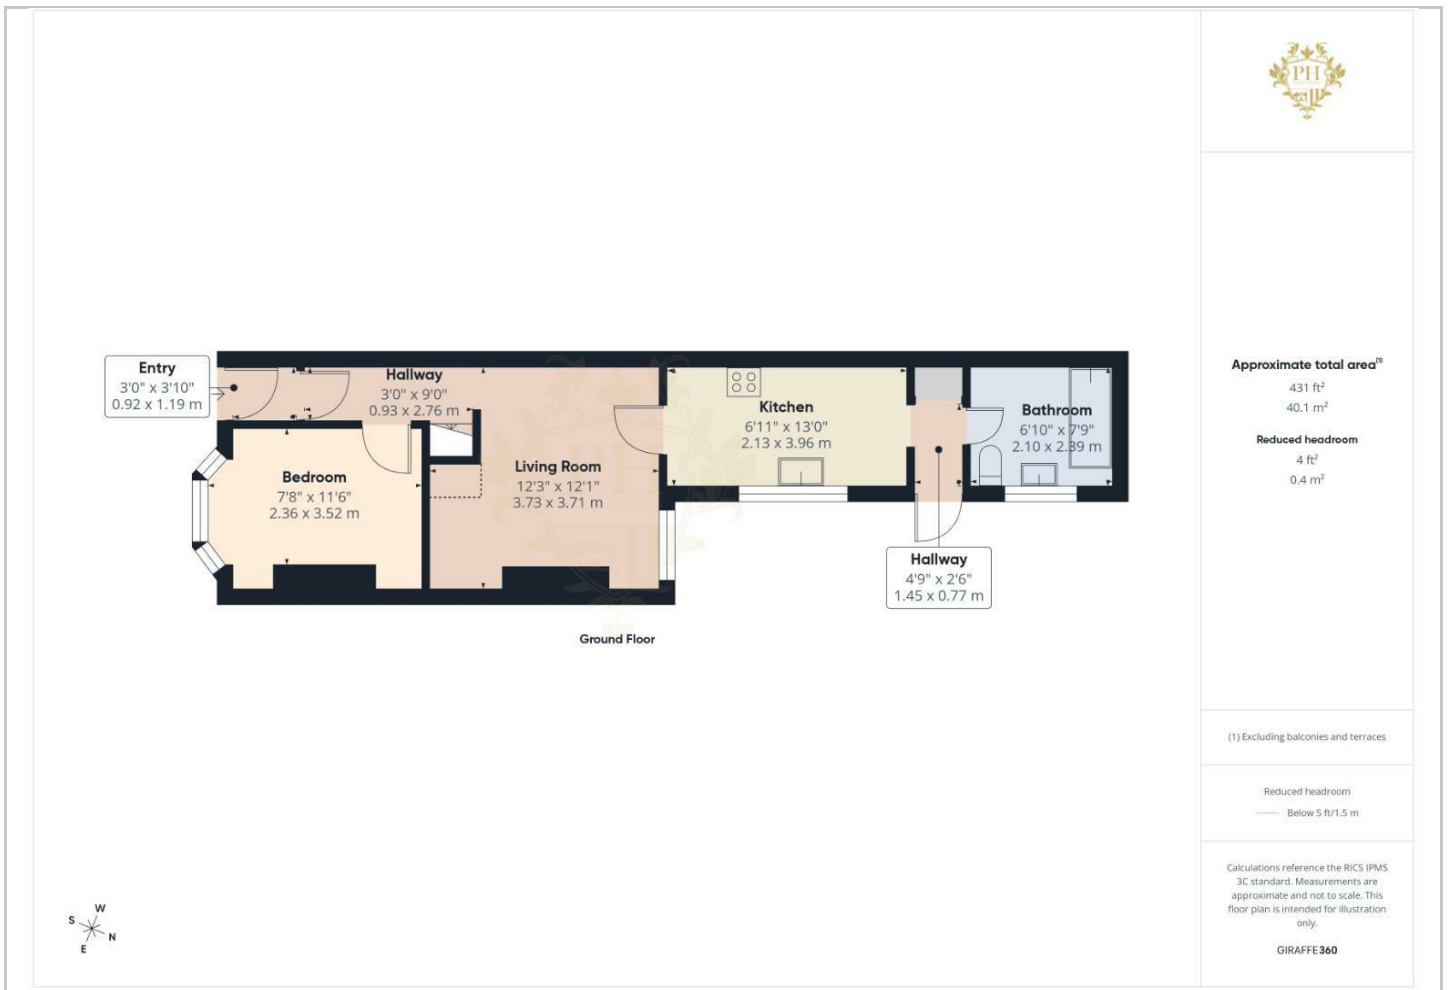 PH
Entry
3'0" x 3'10"
0.92 x 1.19 m
Hallway
3'0" x 9'0"
0.93 x 2.76 m
Bedroom
7'8" x 11'6"
2.36 x 3.52 m
Living Room
12'3" x 12'1"
3.73 x 3.71 m
Kitchen
6'11" x 13'0"
2.13 x 3.96 m
Bathroom
6'10" x 7'9"
2.10 x 2.39 m
Hallway
4'9" x 2'6"
1.45 x 0.77 m
Ground Floor
W
S
N
E
Approximate total area(1)
431 ft²
40.1 m²
Reduced headroom
4 ft²
0.4 m²
(1) Excluding balconies and terraces
Reduced headroom
Below 5 ft/1.5 m
Calculations reference the RICS IPMS
3C standard. Measurements are
approximate and not to scale. This
floor plan is intended for illustration
only.
GIRAFFE360